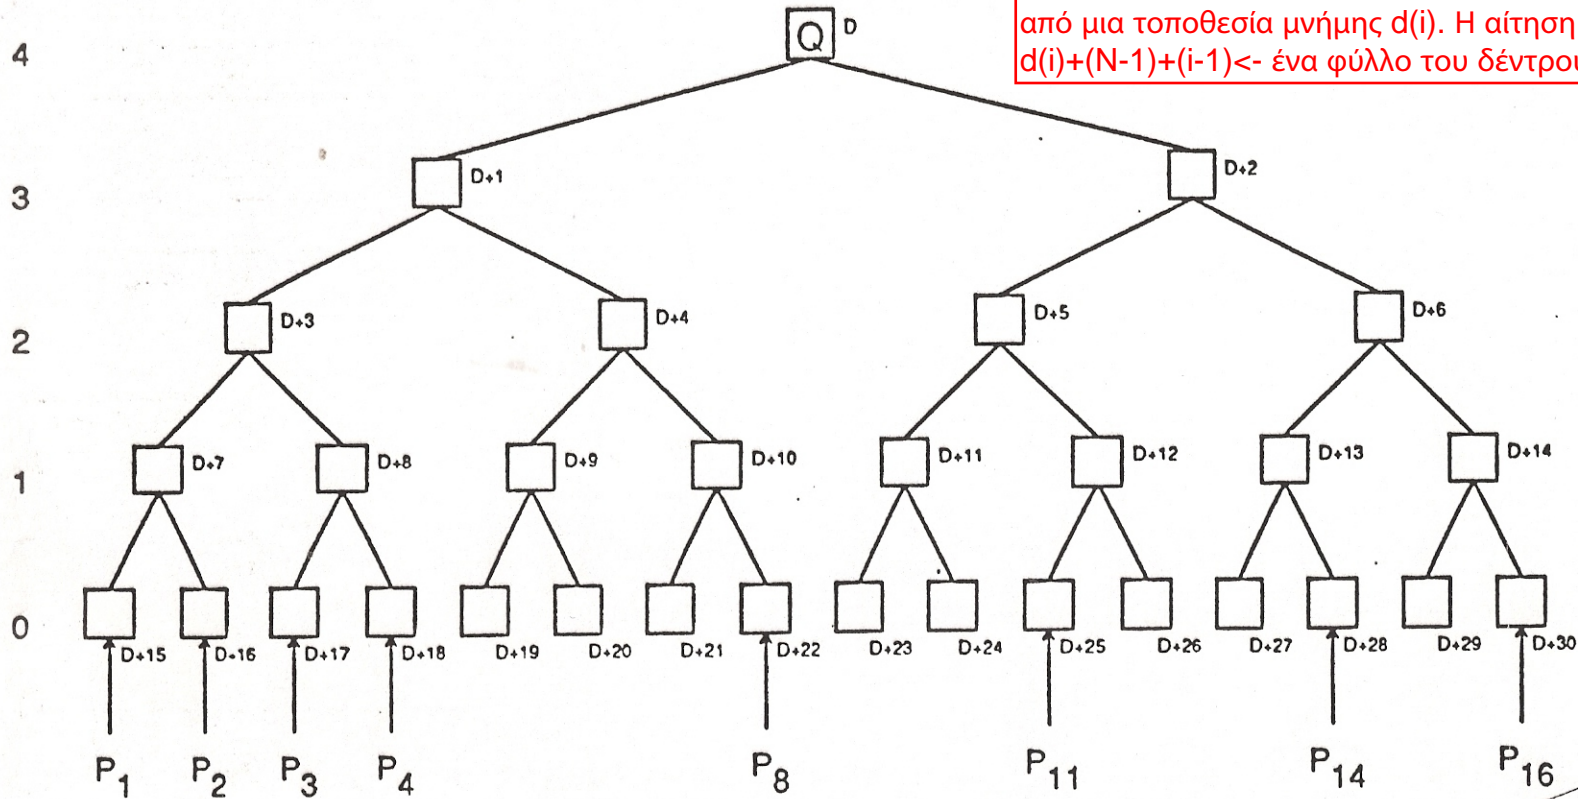 από μια τοποθεσία μνήμης d(i). Η αίτηση
d(i)+(N-1)+(i-1)<- ένα φύλλο του δέντρου
4 Q D
3 D+1 D+2
2 D+3 D+4 D+5 D+6
1 D+7 D+8 D+9 D+10 D+11 D+12 D+13 D+14
0
D+15 D+16 D+17 D+18 D+19 D+20 D+21 D+22 D+23 D+24 D+25 D+26 D+27 D+28 D+29 D+30
P1 P2 P3 P4 P8 P11 P14 P16